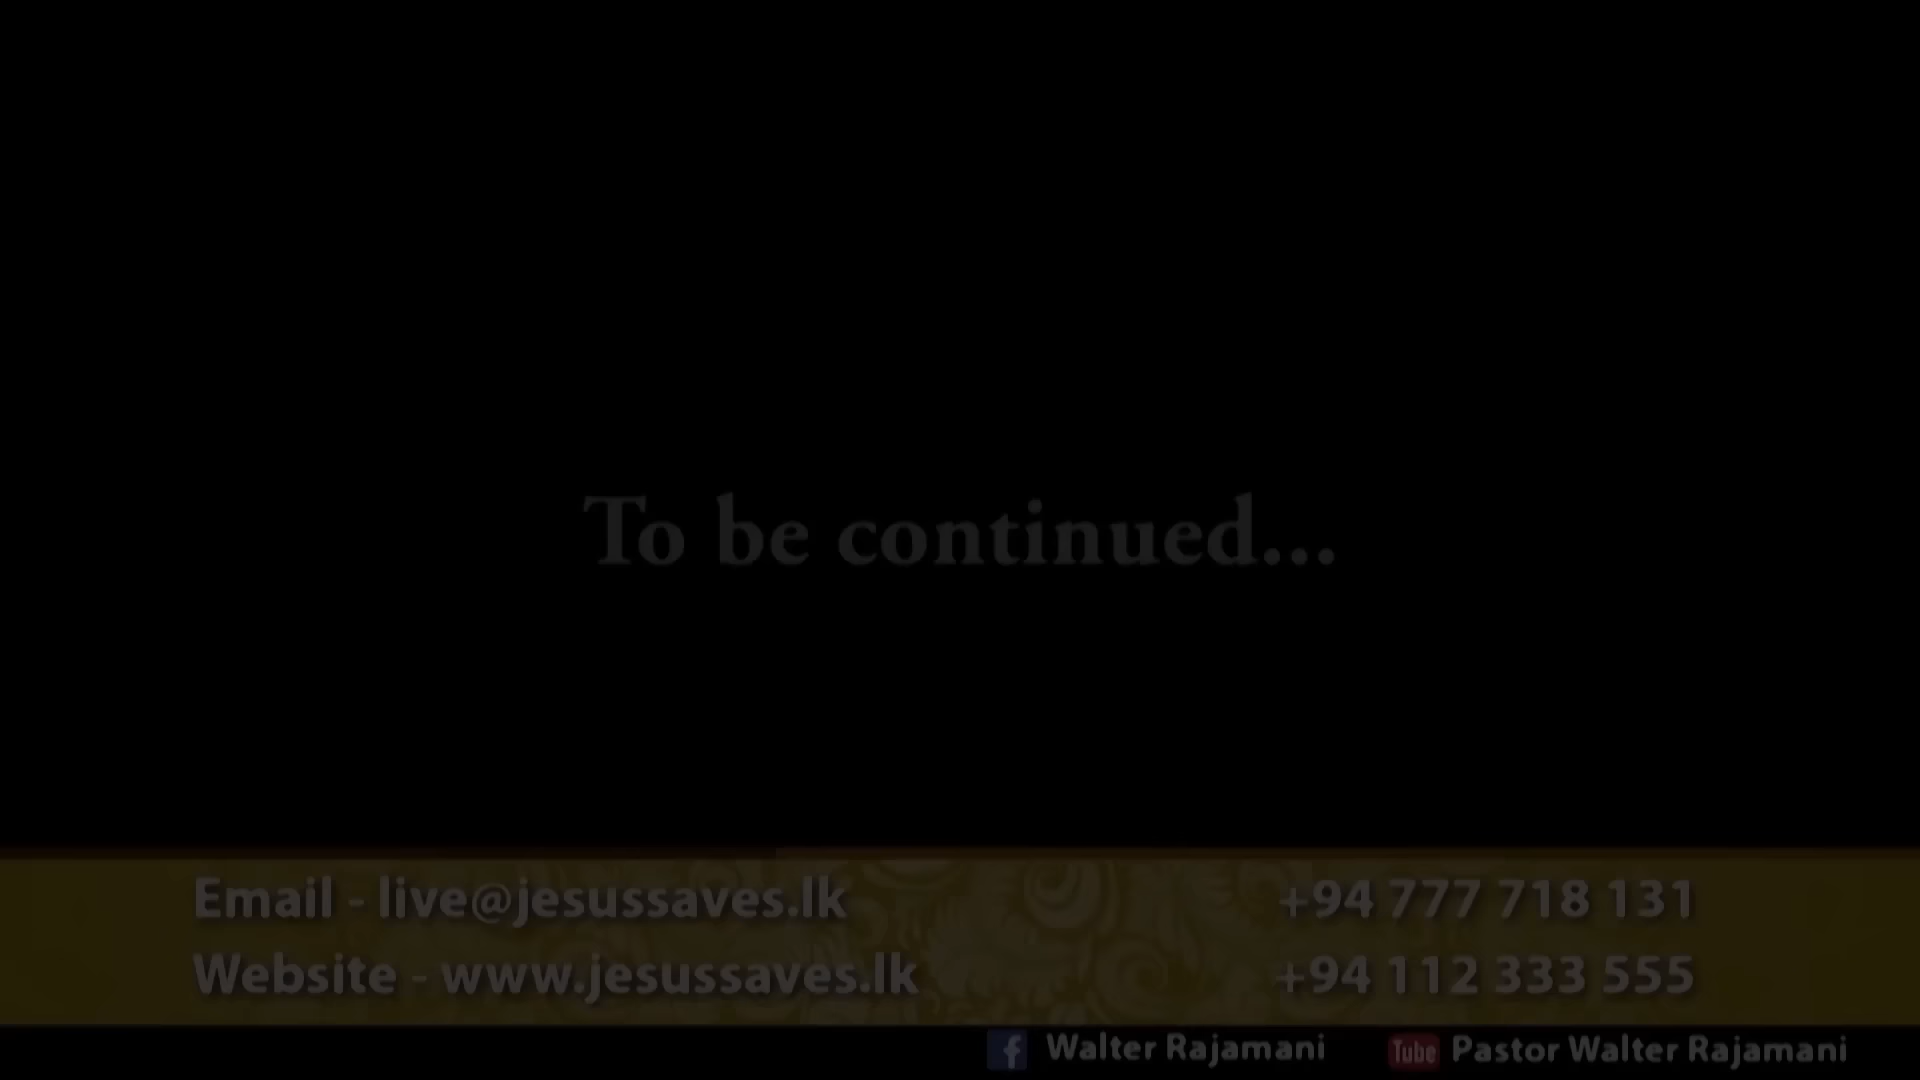 To be continued...
Email - live@jesussaves.lk
+94 777 718 131
Website - www.jesussaves.lk
+94 112 333 555
f Walter Rajamani
Tube Pastor Walter Rajamani